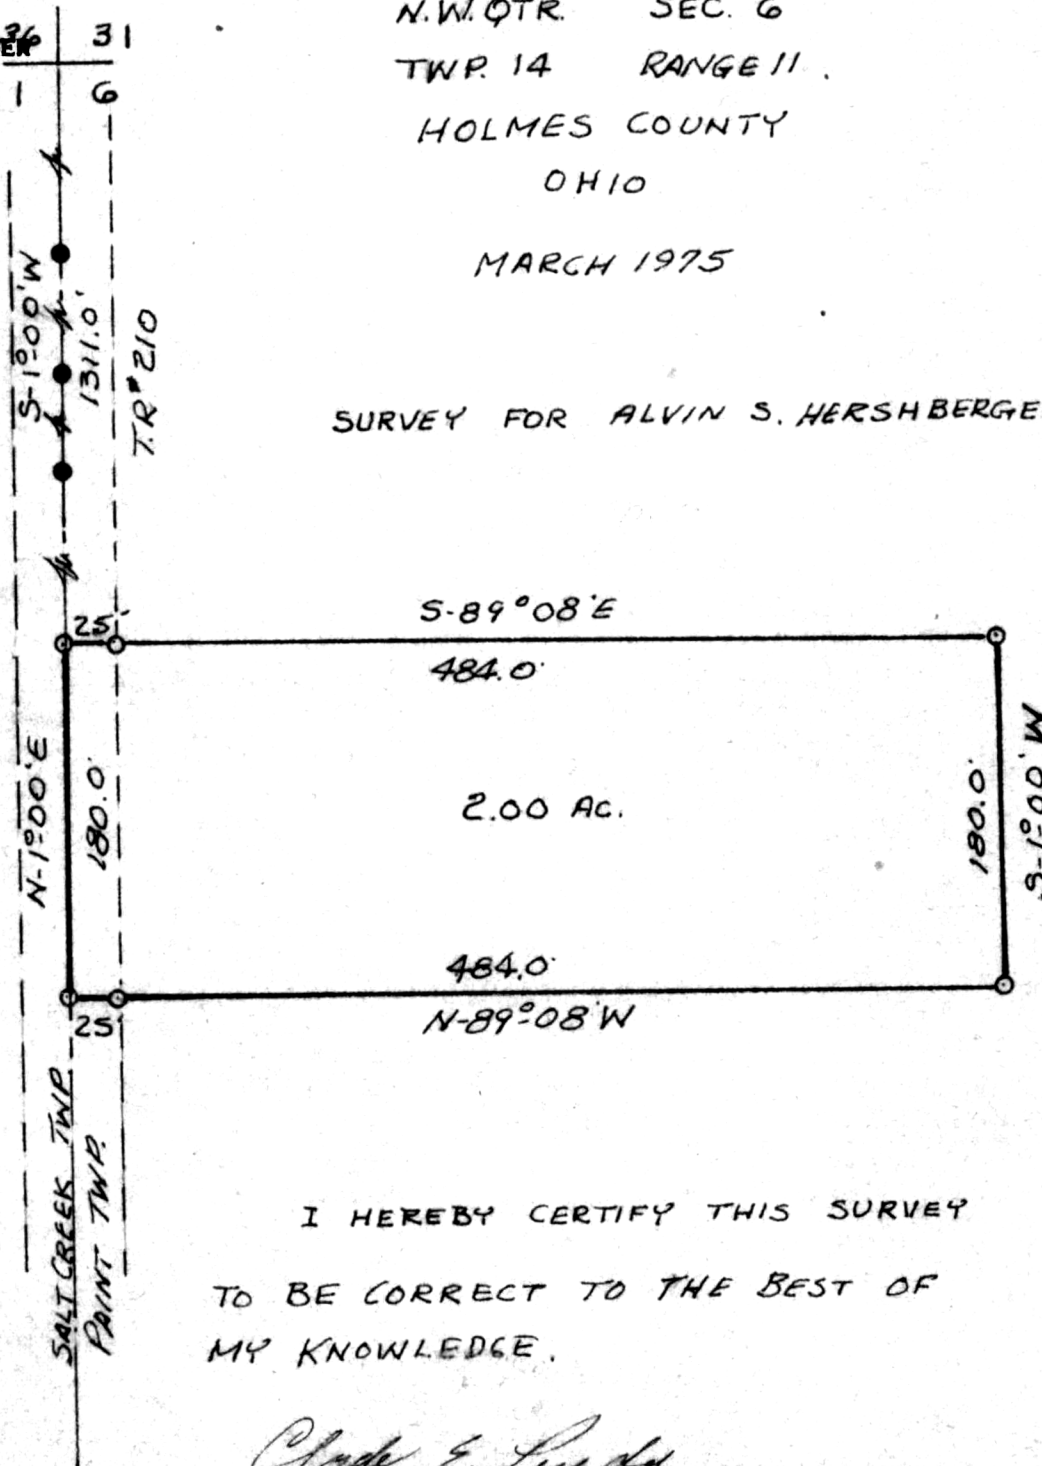 N.W. QTR. SEC. 6
36 31
ER
TWP. 14 RANGE 11.
1 6
HOLMES COUNTY
OHIO
MARCH 1975
S-1°00'W
1311.0'
T.R.#210
SURVEY FOR ALVIN S. HERSHBERGE
S-89°08'E
25'
484.0'
N-1°00'E
180.0'
2.00 AC.
180.0'
S-1°00'W
484.0'
N-89°08'W
25'
SALT CREEK TWP.
PAINT TWP.
I HEREBY CERTIFY THIS SURVEY
TO BE CORRECT TO THE BEST OF
MY KNOWLEDGE.
Clyde E.